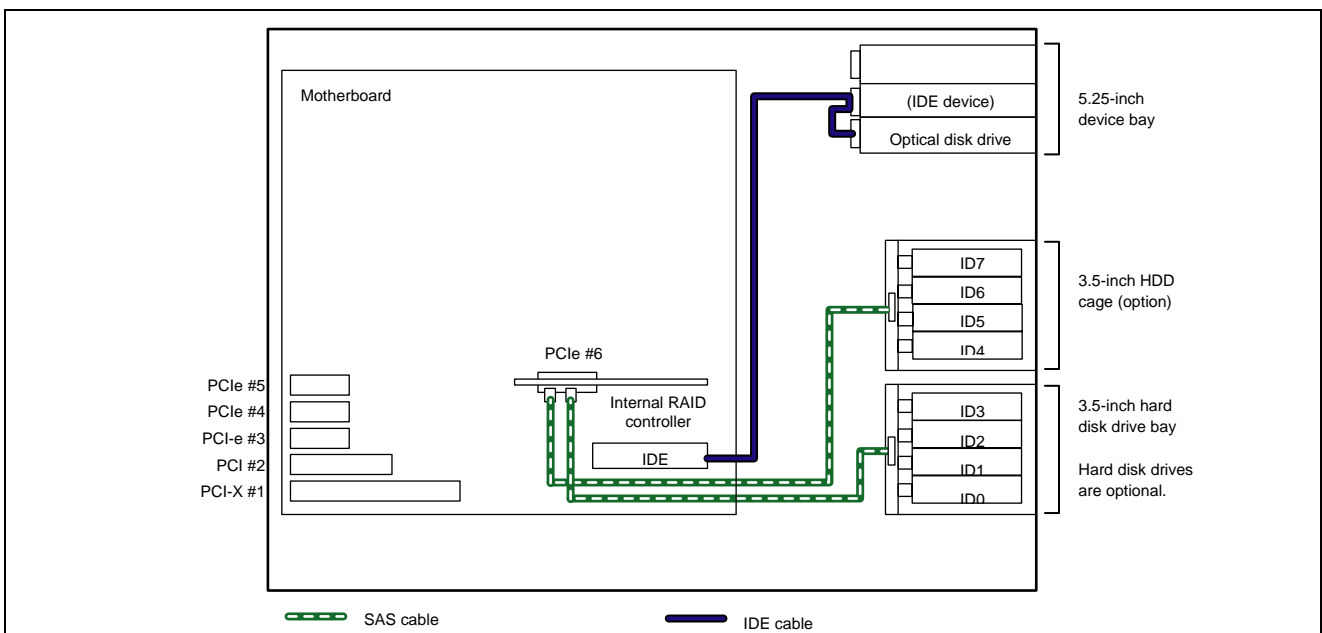 Motherboard
(IDE device)
Optical disk drive
5.25-inch
device bay
ID7
ID6
ID5
ID4
3.5-inch HDD
cage (option)
PCIe #6
PCIe #5
PCIe #4
PCI-e #3
PCI #2
PCI-X #1
Internal RAID
controller
IDE
ID3
ID2
ID1
ID0
3.5-inch hard
disk drive bay
Hard disk drives
are optional.
SAS cable
IDE cable